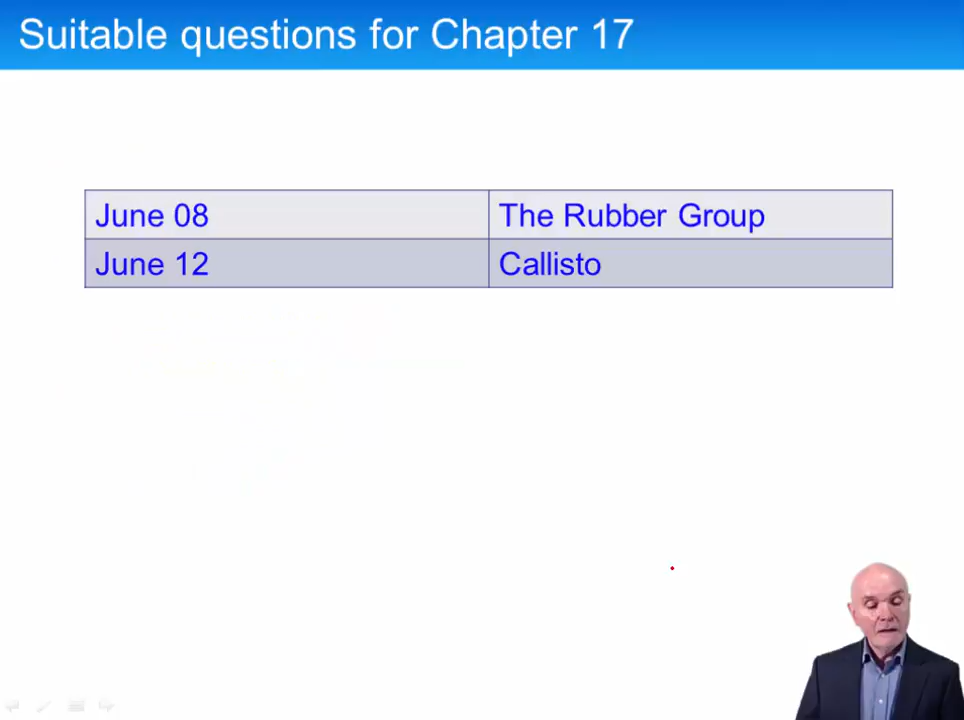 Suitable questions for Chapter 17
June 08 The Rubber Group
June 12 Callisto